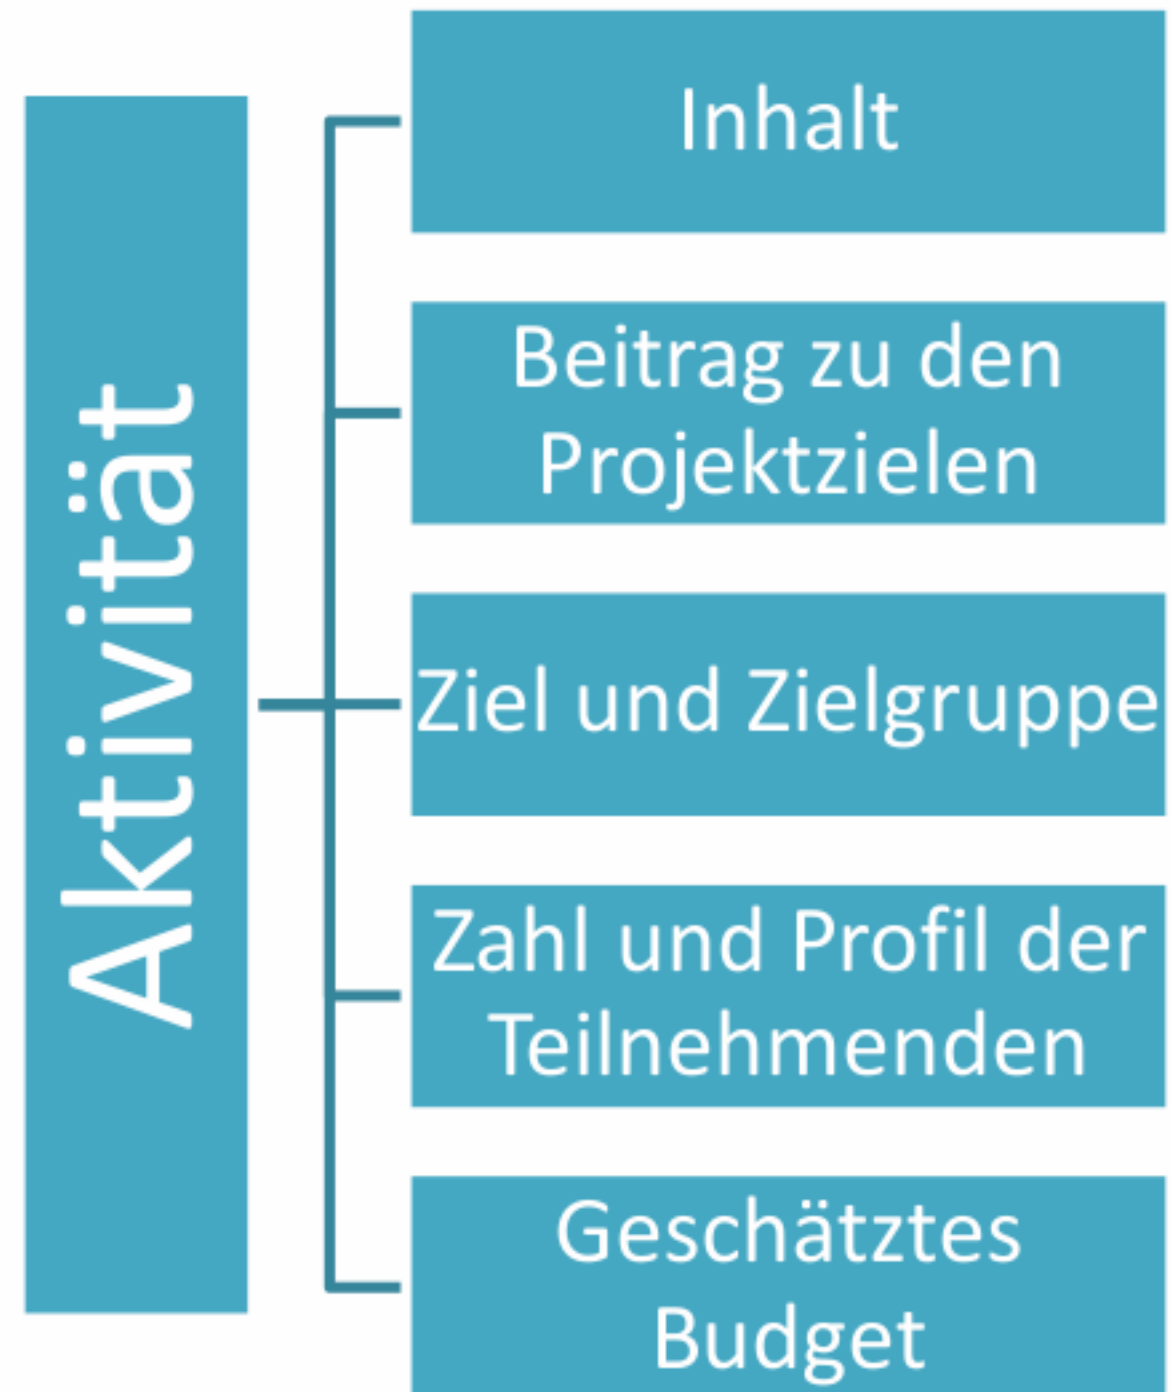 Aktivität
Inhalt
Beitrag zu den
Projektzielen
Ziel und Zielgruppe
Zahl und Profil der
Teilnehmenden
Geschätztes
Budget